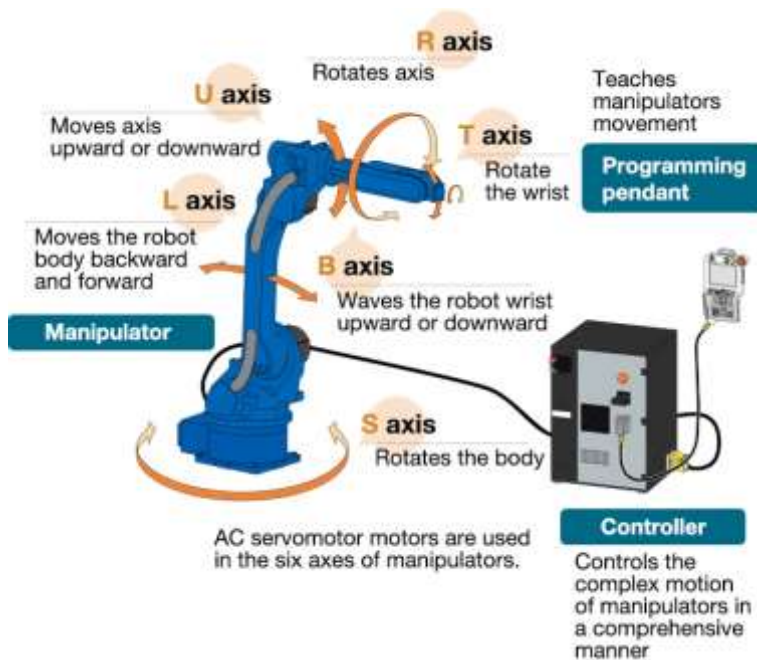 R axis
Rotates axis
U axis
Moves axis
upward or downward
T axis
Rotate
the wrist
Teaches
manipulators
movement
Programming
pendant
L axis
Moves the robot
body backward
and forward
B axis
Waves the robot wrist
upward or downward
Manipulator
S axis
Rotates the body
AC servomotor motors are used
in the six axes of manipulators.
Controller
Controls the
complex motion
of manipulators in
a comprehensive
manner